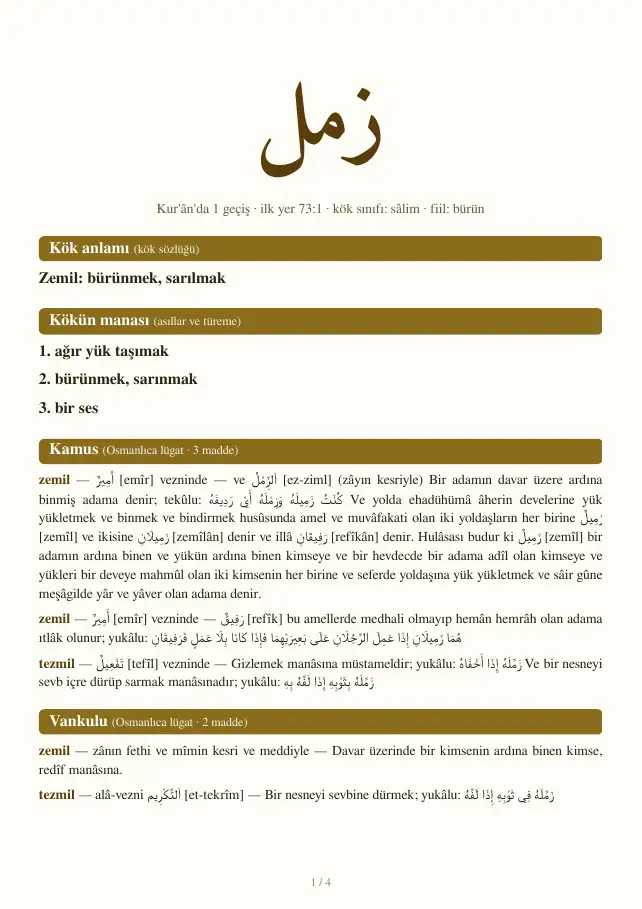 زمل
Kur'ân'da 1 geçiş · ilk yer 73:1 · kök sınıfı: sâlim · fiil: bürün
Kök anlamı (kök sözlüğü)
Zemil: bürünmek, sarılmak
Kökün manası (asıllar ve türeme)
1. ağır yük taşımak
2. bürünmek, sarınmak
3. bir ses
Kamus (Osmanlıca lügat · 3 madde)
zemil — أَمِيرٌ [emîr] vezninde — ve اَلزِّمْلُ [ez-ziml] (zâyın kesriyle) Bir adamın davar üzere ardına
binmiş adama denir; tekûlu: كُنْتُ زَمِيلَهُ وَزِمْلَهُ أَيْ رَدِيفَهُ Ve yolda ehadühümâ âherin develerine yük
yükletmek ve binmek ve bindirmek husûsunda amel ve muvâfakati olan iki yoldaşların her birine زَمِيلٌ
[zemîl] ve ikisine زَمِيلَانِ [zemîlân] denir ve illâ رَفِيقَانِ [refîkân] denir. Hulâsası budur ki زَمِيلٌ [zemîl] bir
adamın ardına binen ve yükün ardına binen kimseye ve bir hevdecde bir adama adîl olan kimseye ve
yükleri bir deveye mahmûl olan iki kimsenin her birine ve seferde yoldaşına yük yükletmek ve sâir gûne
meşâgilde yâr ve yâver olan adama denir.
zemil — أَمِيرٌ [emîr] vezninde — رَفِيقٌ [refîk] bu amellerde medhali olmayıp hemân hemrâh olan adama
ıtlâk olunur; yukâlu: هُمَا زَمِيلَانِ إِذَا عَمِلَ الرَّجُلَانِ عَلَى بَعِيرَيْهِمَا فَإِذَا كَانَا بِلَا عَمَلٍ فَرَفِيقَانِ
tezmil — تَفْعِيلٌ [tefîl] vezninde — Gizlemek manâsına müstameldir; yukâlu: زَمَّلَهُ إِذَا أَخْفَاهُ Ve bir nesneyi
sevb içre dürüp sarmak manâsınadır; yukâlu: زَمَّلَهُ بِثَوْبِهِ إِذَا لَفَّهُ بِهِ
Vankulu (Osmanlıca lügat · 2 madde)
zemil — zânın fethi ve mîmin kesri ve meddiyle — Davar üzerinde bir kimsenin ardına binen kimse,
redîf manâsına.
tezmil — alâ-vezni اَلتَّكْرِيم [et-tekrîm] — Bir nesneyi sevbine dürmek; yukâlu: زَمَّلَهُ فِي ثَوْبِهِ إِذَا لَفَّهُ
1 / 4